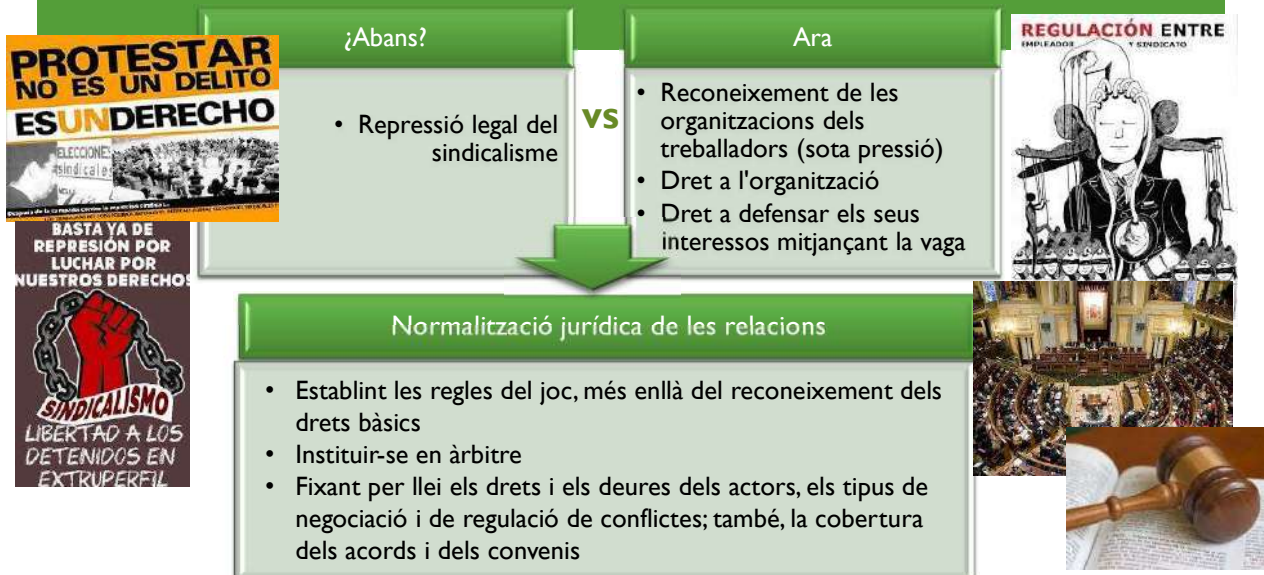 ¿Abans?
Ara
PROTESTAR
NO ES UN DELITO
ES UN DERECHO
ELECCIONES
sindicales
• Repressió legal del
sindicalisme
vs
• Reconeixement de les
organitzacions dels
treballadors (sota pressió)
• Dret a l'organització
• Dret a defensar els seus
interessos mitjançant la vaga
REGULACIÓN ENTRE
EMPLEADOR Y SINDICATO
BASTA YA DE
REPRESIÓN POR
LUCHAR POR
NUESTROS DERECHOS
SINDICALISMO
LIBERTAD A LOS
DETENIDOS EN
EXTRUPERFIL
Normalització jurídica de les relacions
• Establint les regles del joc, més enllà del reconeixement dels
drets bàsics
• Instituir-se en àrbitre
• Fixant per llei els drets i els deures dels actors, els tipus de
negociació i de regulació de conflictes; també, la cobertura
dels acords i dels convenis